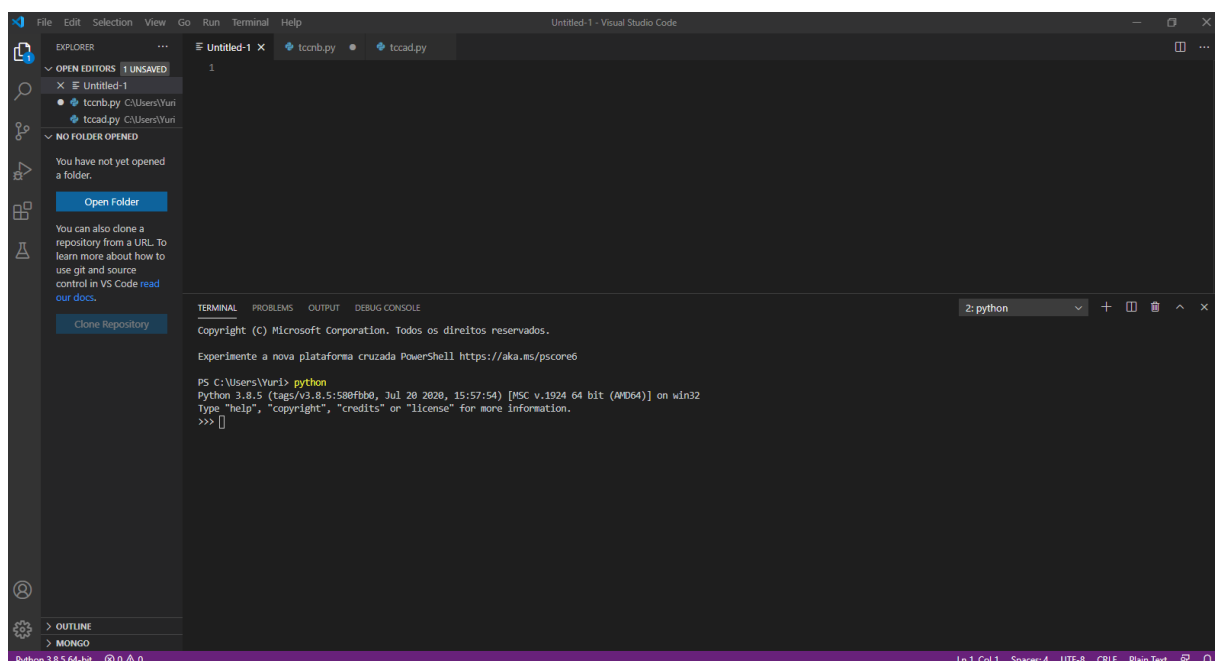 File Edit Selection View Go Run Terminal Help
Untitled-1 - Visual Studio Code
EXPLORER ...
Untitled-1
tccnb.py
tccad.py
...
OPEN EDITORS 1 UNSAVED
Untitled-1
tccnb.py C:\Users\Yuri
tccad.py C:\Users\Yuri
NO FOLDER OPENED
You have not yet opened
a folder.
Open Folder
You can also clone a
repository from a URL. To
learn more about how to
use git and source
control in VS Code read
our docs.
Clone Repository
OUTLINE
MONGO
1
1
TERMINAL PROBLEMS OUTPUT DEBUG CONSOLE
2: python
Copyright (C) Microsoft Corporation. Todos os direitos reservados.
Experimente a nova plataforma cruzada PowerShell https://aka.ms/pscore6
PS C:\Users\Yuri> python
Python 3.8.5 (tags/v3.8.5:580fbb0, Jul 20 2020, 15:57:54) [MSC v.1924 64 bit (AMD64)] on win32
Type "help", "copyright", "credits" or "license" for more information.
>>>
Python 3.8.5 64-bit 0 0
Ln 1, Col 1 Spaces: 4 UTF-8 CRLF Plain Text